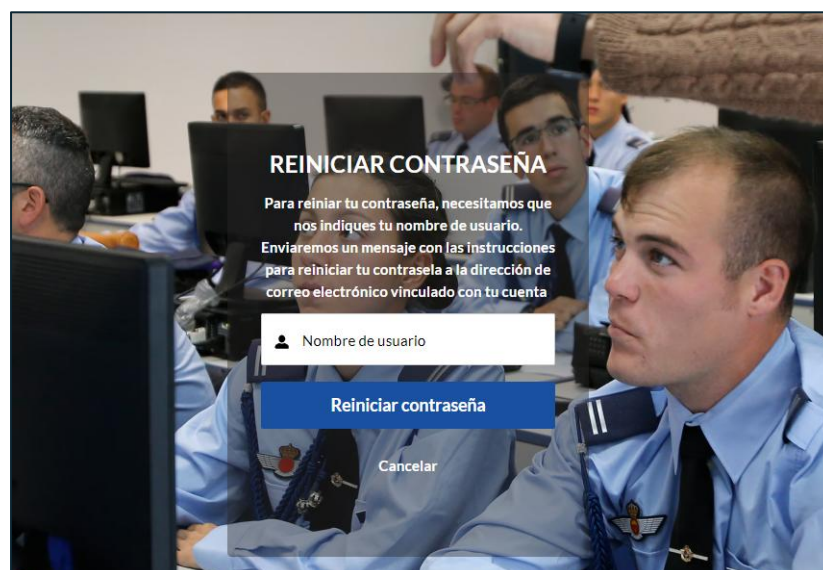 REINICIAR CONTRASEÑA
Para reiniar tu contraseña, necesitamos que
nos indiques tu nombre de usuario.
Enviaremos un mensaje con las instrucciones
para reiniciar tu contrasela a la dirección de
correo electrónico vinculado con tu cuenta
Nombre de usuario
Reiniciar contraseña
Cancelar